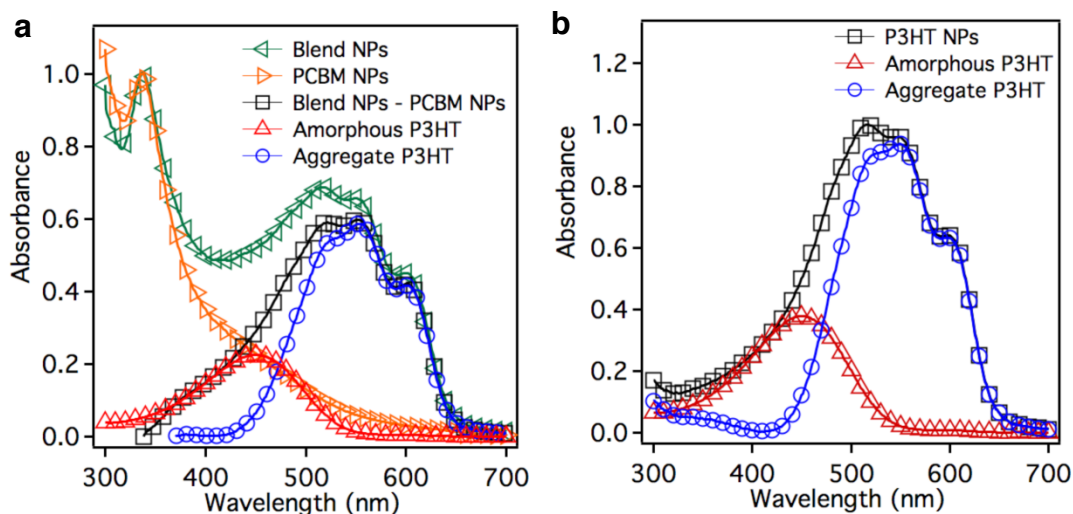 a
Blend NPs
PCBM NPs
Blend NPs - PCBM NPs
Amorphous P3HT
Aggregate P3HT
1.0
0.8
0.6
0.4
0.2
0.0
Absorbance
300 400 500 600 700
Wavelength (nm)
b
P3HT NPs
Amorphous P3HT
Aggregate P3HT
1.2
1.0
0.8
0.6
0.4
0.2
0.0
Absorbance
300 400 500 600 700
Wavelength (nm)